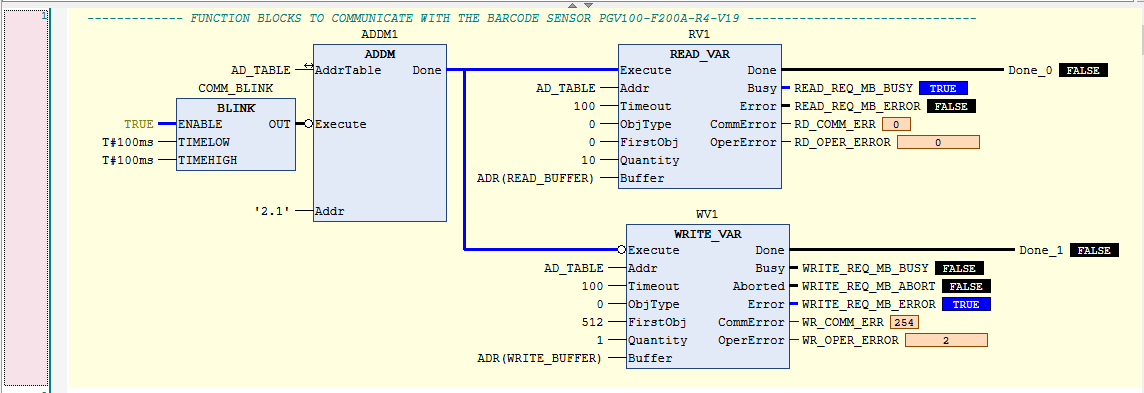 1
------------- FUNCTION BLOCKS TO COMMUNICATE WITH THE BARCODE SENSOR PGV100-F200A-R4-V19 -------------------------------
ADDM1
ADDM
AD_TABLE AddrTable Done
COMM_BLINK
BLINK
TRUE ENABLE OUT Execute
T#100ms TIMELOW
T#100ms TIMEHIGH
'2.1' Addr
RV1
READ_VAR
Execute Done Done_0 FALSE
AD_TABLE Addr Busy READ_REQ_MB_BUSY TRUE
100 Timeout Error READ_REQ_MB_ERROR FALSE
0 ObjType CommError RD_COMM_ERR 0
0 FirstObj OperError RD_OPER_ERROR 0
10 Quantity
ADR(READ_BUFFER) Buffer
WV1
WRITE_VAR
Execute Done Done_1 FALSE
AD_TABLE Addr Busy WRITE_REQ_MB_BUSY FALSE
100 Timeout Aborted WRITE_REQ_MB_ABORT FALSE
0 ObjType Error WRITE_REQ_MB_ERROR TRUE
512 FirstObj CommError WR_COMM_ERR 254
1 Quantity OperError WR_OPER_ERROR 2
ADR(WRITE_BUFFER) Buffer